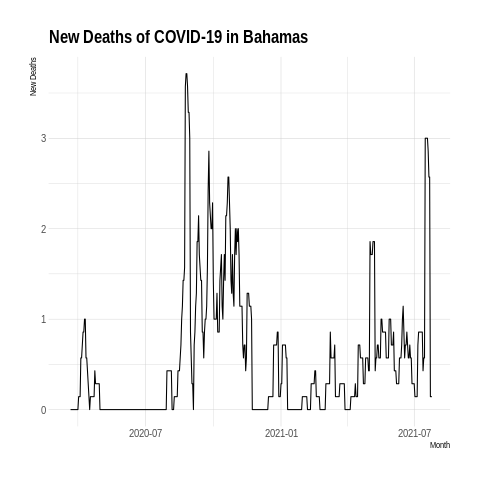 New Deaths of COVID-19 in Bahamas
New Deaths
3
2
1
0
2020-07
2021-01
2021-07
Month